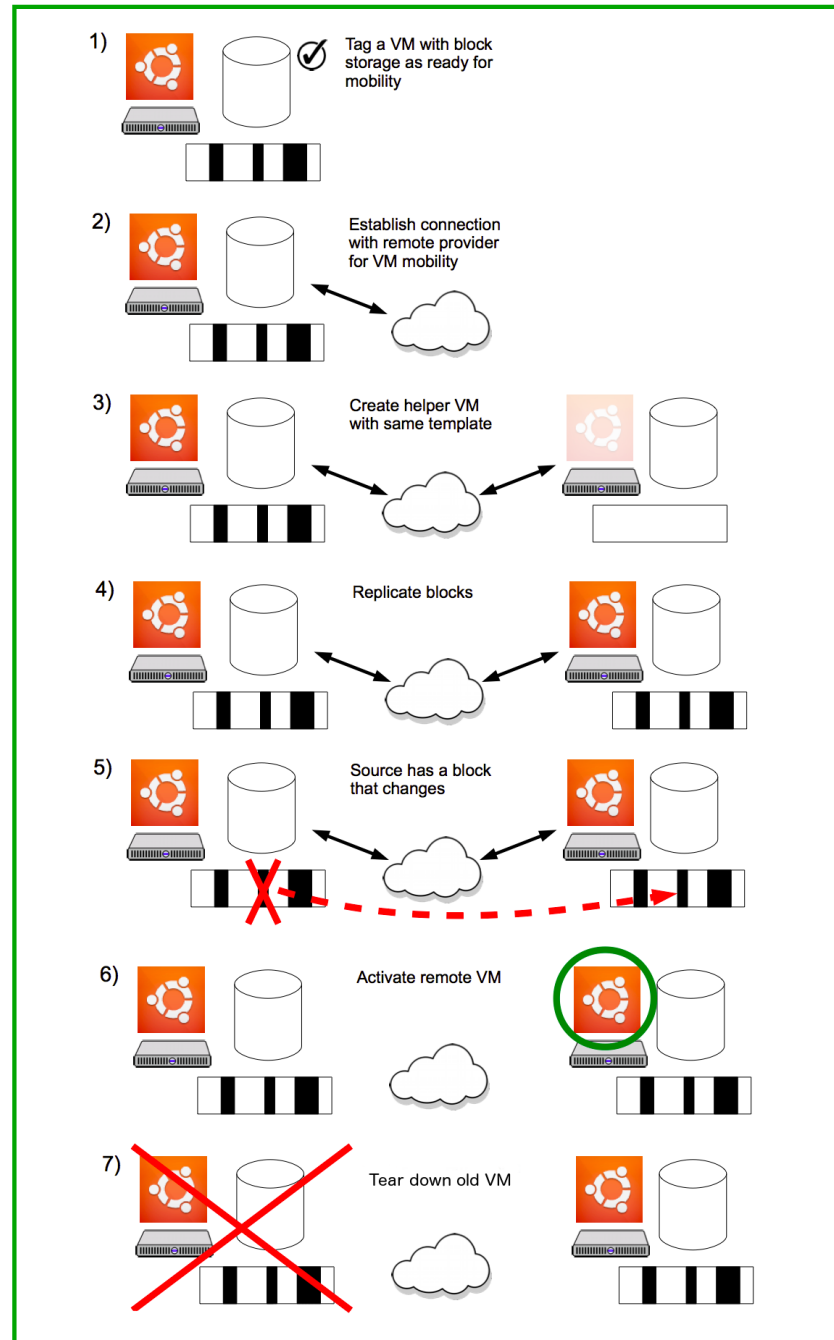 1)
Tag a VM with block
storage as ready for
mobility
2)
Establish connection
with remote provider
for VM mobility
3)
Create helper VM
with same template
4)
Replicate blocks
5)
Source has a block
that changes
6)
Activate remote VM
7)
Tear down old VM